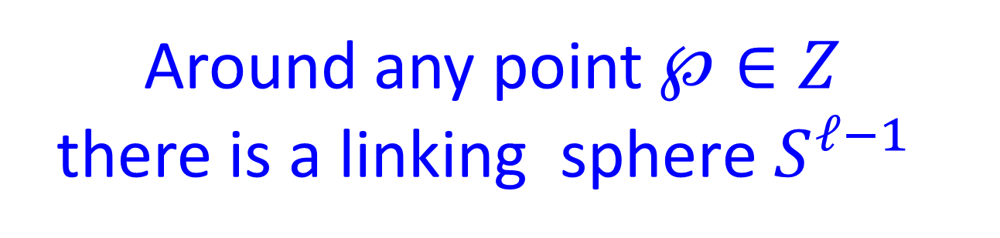 Around any point ℘ ∈ 𝑍
there is a linking sphere 𝑆^{ℓ−1}